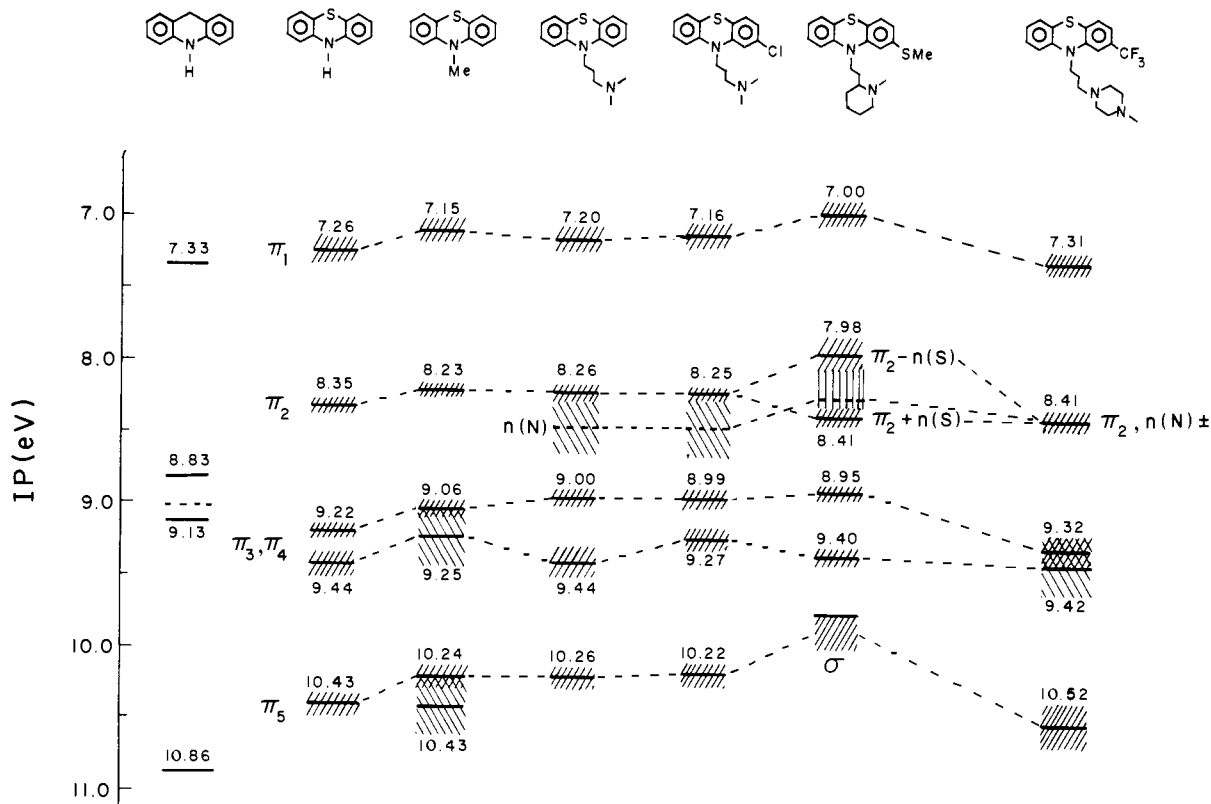 S
S
S
S
S
S
N
H
N
H
N
Me
N
N
N
Cl
N
N
SMe
N
N
CF3
N
N
IP(eV)
7.0
8.0
9.0
10.0
11.0
7.33
8.83
9.13
10.86
π1
7.26
7.15
7.20
7.16
7.00
7.31
π2
8.35
8.23
8.26
8.25
7.98
π2-n(S)
n(N)
π2+n(S)
8.41
8.41
π2, n(N)±
π3, π4
9.22
9.44
9.06
9.25
9.00
9.44
8.99
9.27
8.95
9.40
9.32
9.42
π5
10.43
10.24
10.43
10.26
10.22
σ
10.52